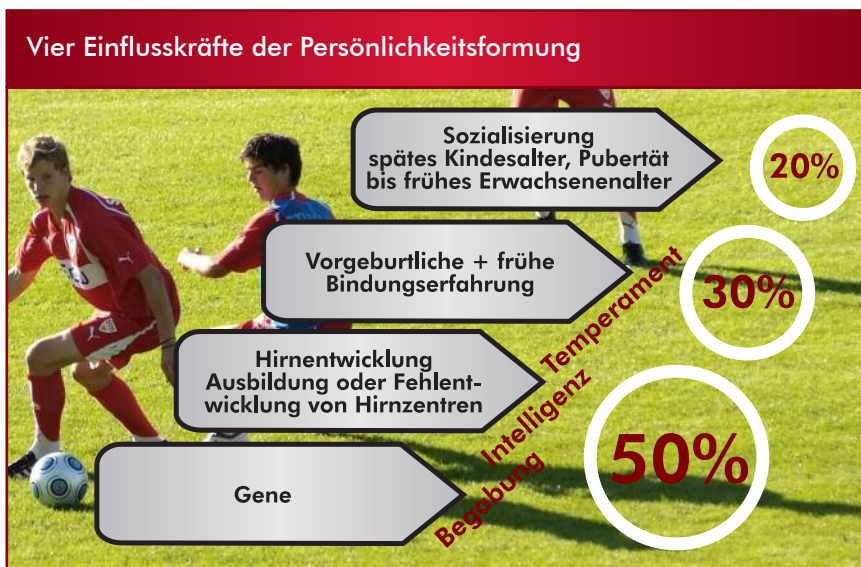 Vier Einflusskräfte der Persönlichkeitsformung
Sozialisierung
spätes Kindesalter, Pubertät
bis frühes Erwachsenenalter
20%
Vorgeburtliche + frühe
Bindungserfahrung
30%
Temperament
Hirnentwicklung
Ausbildung oder Fehlent-
wicklung von Hirnzentren
Intelligenz
50%
Gene
Begabung